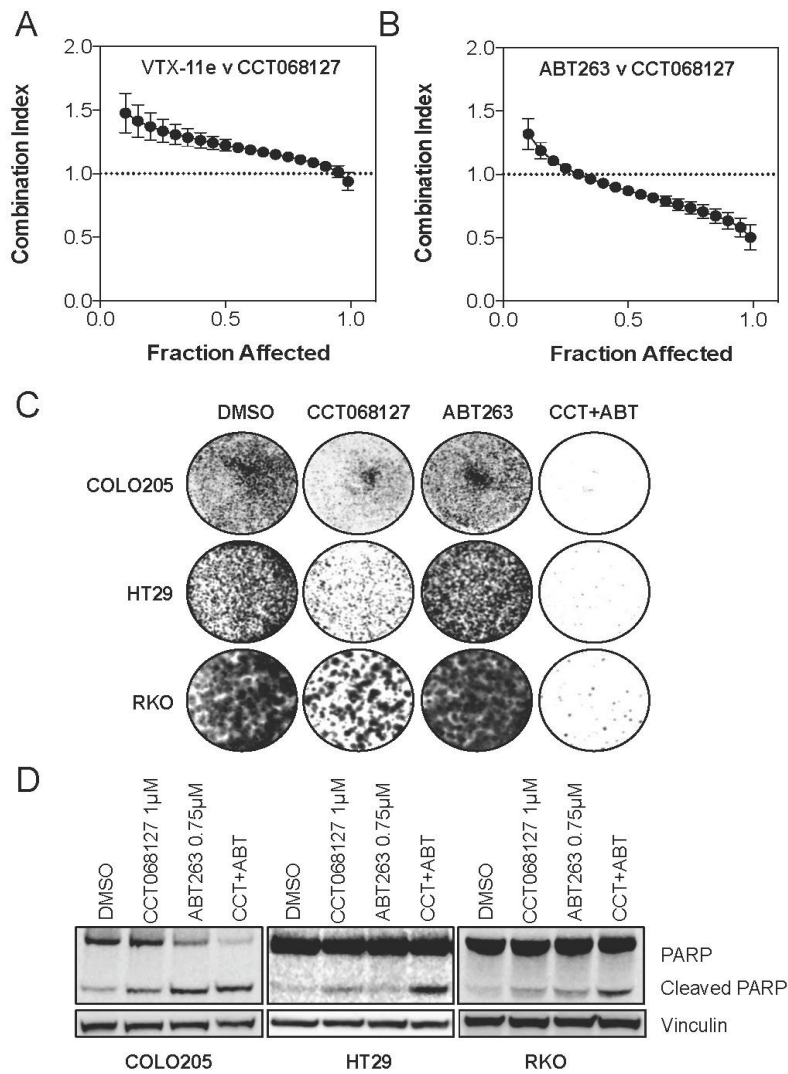 A
VTX-11e v CCT068127
Combination Index
2.0
1.5
1.0
0.5
0.0
0.0
0.5
1.0
Fraction Affected
B
ABT263 v CCT068127
Combination Index
2.0
1.5
1.0
0.5
0.0
0.0
0.5
1.0
Fraction Affected
C
DMSO CCT068127 ABT263 CCT+ABT
COLO205
HT29
RKO
D
DMSO
CCT068127 1µM
ABT263 0.75µM
CCT+ABT
DMSO
CCT068127 1µM
ABT263 0.75µM
CCT+ABT
DMSO
CCT068127 1µM
ABT263 0.75µM
CCT+ABT
PARP
Cleaved PARP
Vinculin
COLO205 HT29 RKO